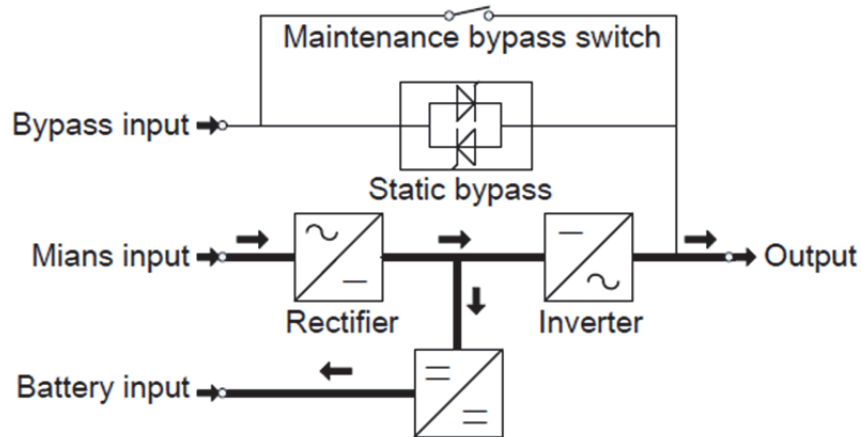 Maintenance bypass switch
Bypass input
Static bypass
Mians input
Output
Rectifier
Inverter
Battery input